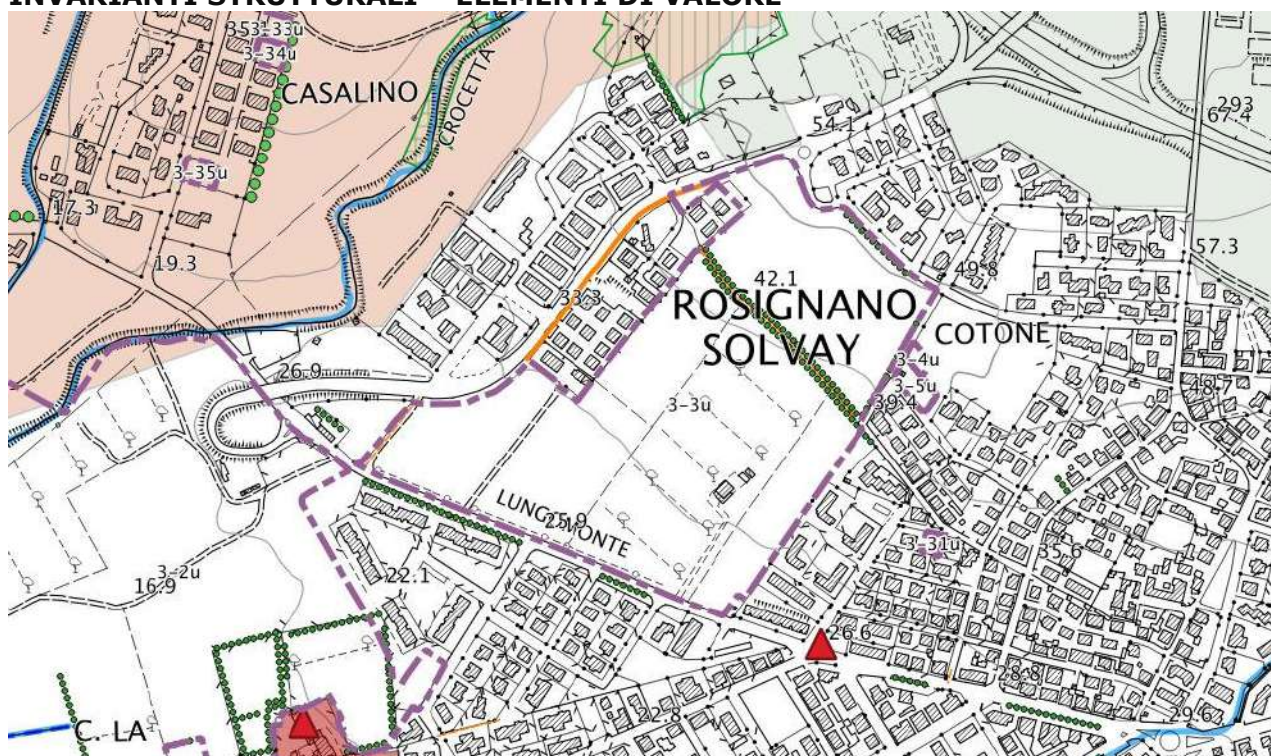 INVARIANTI STRUTTURALI – ELEMENTI DI VALORE
3-33u
3-34u
CASALINO
CROCETTA
3-35u
17.3
19.3
54.1
293
67.4
57.3
49.8
42.1
33.3
ROSIGNANO
SOLVAY
COTONE
3-4u
3-5u
39.4
3-3u
26.9
LUNGOMONTE
25.9
3-31u
35.6
3-2u
16.9
22.1
26.6
28.8
22.8
29.6
C. LA